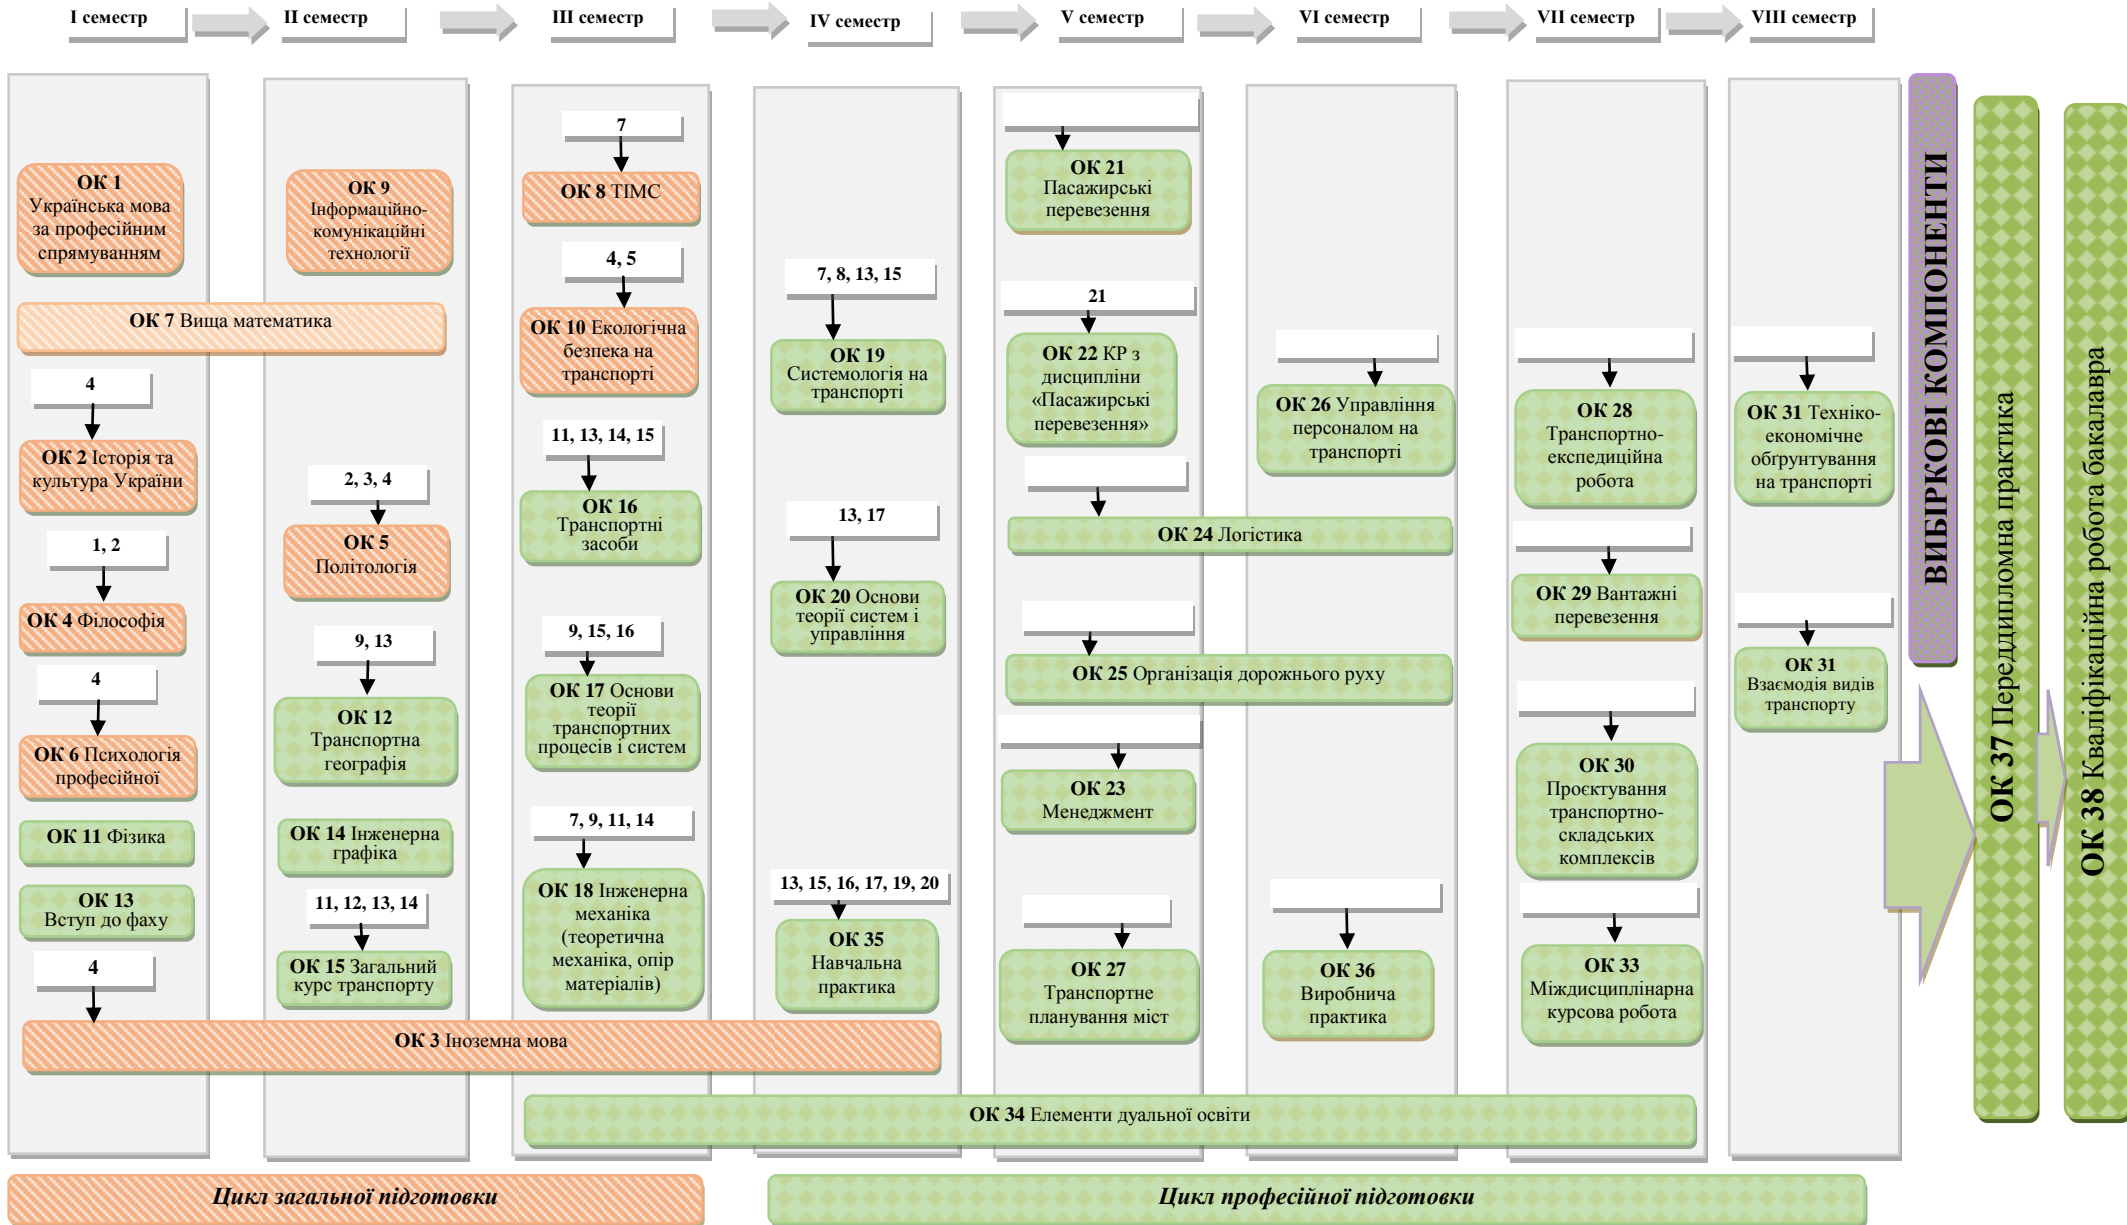 I семестр
II семестр
III семестр
IV семестр
V семестр
VI семестр
VII семестр
VIII семестр
ОК 1
Українська мова
за професійним
спрямуванням
ОК 7 Вища математика
4
ОК 2 Історія та
культура України
1, 2
ОК 4 Філософія
4
ОК 6 Психологія
професійної
ОК 11 Фізика
ОК 13
Вступ до фаху
4
ОК 3 Іноземна мова
ОК 9
Інформаційно-
комунікаційні
технології
2, 3, 4
ОК 5
Політологія
9, 13
ОК 12
Транспортна
географія
ОК 14 Інженерна
графіка
11, 12, 13, 14
ОК 15 Загальний
курс транспорту
7
ОК 8 ТІМС
4, 5
ОК 10 Екологічна
безпека на
транспорті
11, 13, 14, 15
ОК 16
Транспортні
засоби
9, 15, 16
ОК 17 Основи
теорії
транспортних
процесів і систем
7, 9, 11, 14
ОК 18 Інженерна
механіка
(теоретична
механіка, опір
матеріалів)
7, 8, 13, 15
ОК 19
Системологія на
транспорті
13, 17
ОК 20 Основи
теорії систем і
управління
13, 15, 16, 17, 19, 20
ОК 35
Навчальна
практика
ОК 21
Пасажирські
перевезення
21
ОК 22 КР з
дисципліни
«Пасажирські
перевезення»
ОК 24 Логістика
ОК 25 Організація дорожнього руху
ОК 23
Менеджмент
ОК 27
Транспортне
планування міст
ОК 26 Управління
персоналом на
транспорті
ОК 36
Виробнича
практика
ОК 28
Транспортно-
експедиційна
робота
ОК 29 Вантажні
перевезення
ОК 30
Проєктування
транспортно-
складських
комплексів
ОК 33
Міждисциплінарна
курсова робота
ОК 31 Техніко-
економічне
обґрунтування
на транспорті
ОК 31
Взаємодія видів
транспорту
ОК 34 Елементи дуальної освіти
ВИБІРКОВІ КОМПОНЕНТИ
ОК 37 Переддипломна практика
ОК 38 Кваліфікаційна робота бакалавра
Цикл загальної підготовки
Цикл професійної підготовки